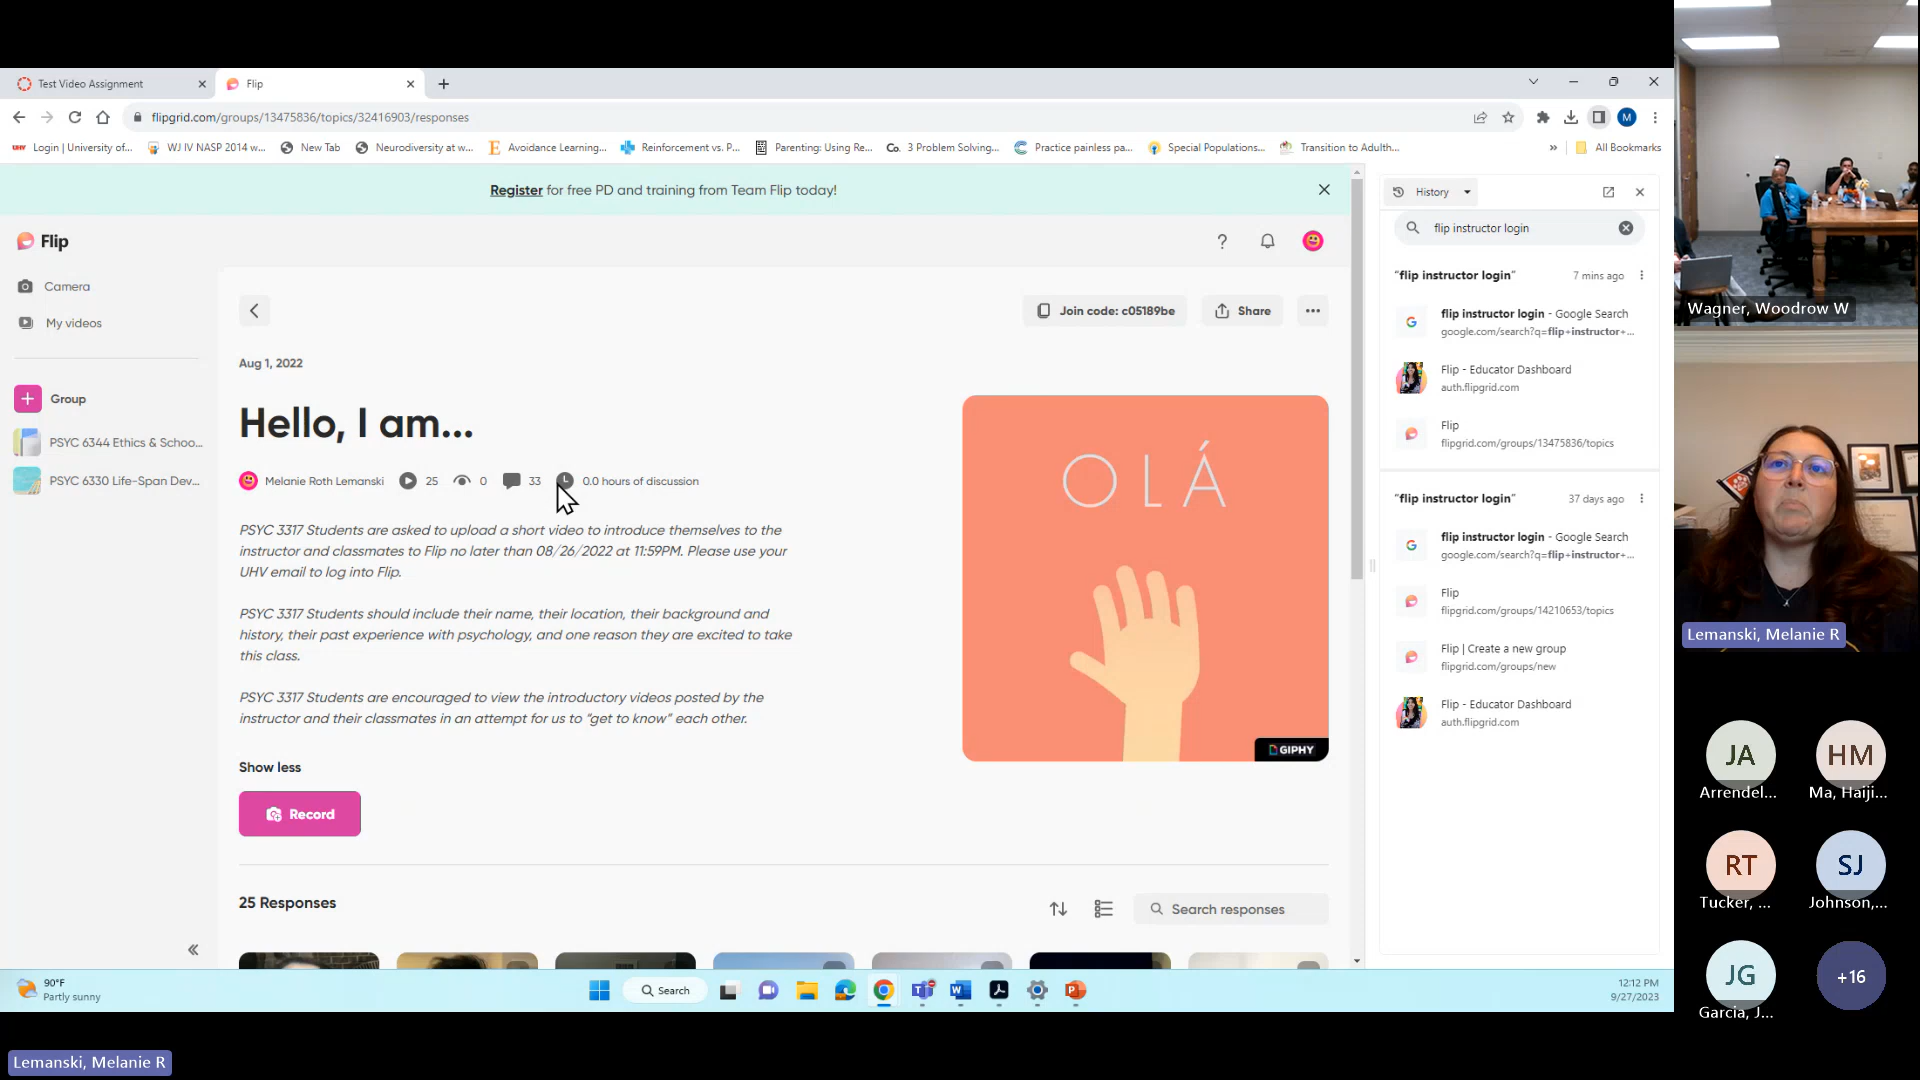 Test Video Assignment
Flip
flipgrid.com/groups/13475836/topics/32416903/responses
M
Login | University of...
WJ IV NASP 2014 w...
New Tab
Neurodiversity at w...
Avoidance Learning...
Reinforcement vs. P...
Parenting: Using Re...
Co. 3 Problem Solving...
Practice painless pa...
Special Populations...
Transition to Adulth...
»
All Bookmarks
Register for free PD and training from Team Flip today!
Flip
Camera
My videos
Group
PSYC 6344 Ethics & Schoo...
PSYC 6330 Life-Span Dev...
Join code: c05189be
Share
Aug 1, 2022
Hello, I am...
Melanie Roth Lemanski 25 0 33 0.0 hours of discussion
PSYC 3317 Students are asked to upload a short video to introduce themselves to the
instructor and classmates to Flip no later than 08/26/2022 at 11:59PM. Please use your
UHV email to log into Flip.
PSYC 3317 Students should include their name, their location, their background and
history, their past experience with psychology, and one reason they are excited to take
this class.
PSYC 3317 Students are encouraged to view the introductory videos posted by the
instructor and their classmates in an attempt for us to "get to know" each other.
Show less
Record
OLÁ
GIPHY
25 Responses
Search responses
History
flip instructor login
"flip instructor login" 7 mins ago
flip instructor login - Google Search
google.com/search?q=flip+instructor+...
Flip - Educator Dashboard
auth.flipgrid.com
Flip
flipgrid.com/groups/13475836/topics
"flip instructor login" 37 days ago
flip instructor login - Google Search
google.com/search?q=flip+instructor+...
Flip
flipgrid.com/groups/14210653/topics
Flip | Create a new group
flipgrid.com/groups/new
Flip - Educator Dashboard
auth.flipgrid.com
90°F
Partly sunny
Search
12:12 PM
9/27/2023
Lemanski, Melanie R
Wagner, Woodrow W
Lemanski, Melanie R
JA
HM
Arrendel...
Ma, Haiji...
RT
SJ
Tucker, ...
Johnson,...
JG
+16
Garcia, J...